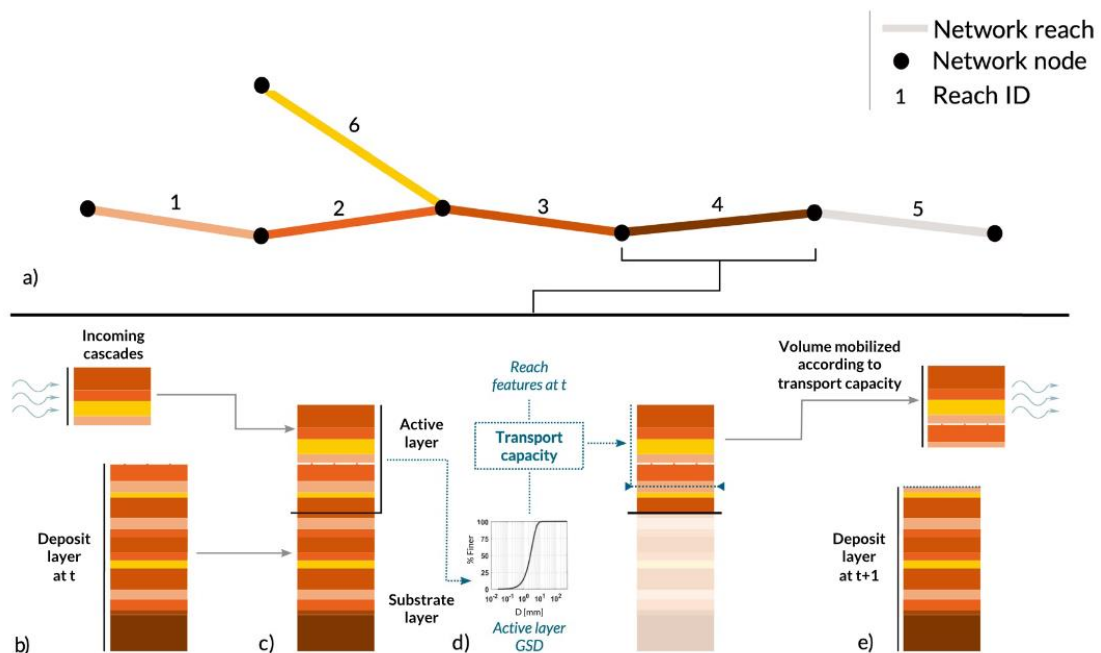 Network reach
Network node
1 Reach ID
6
1
2
3
4
5
a)
Incoming
cascades
Deposit
layer
at t
b)
c)
Active
layer
Substrate
layer
Reach
features at t
Transport
capacity
100
75
50
25
0
% Finer
10⁻² 10⁻¹ 10⁰ 10¹ 10²
D [mm]
Active layer
GSD
d)
Volume mobilized
according to
transport capacity
Deposit
layer
at t+1
e)